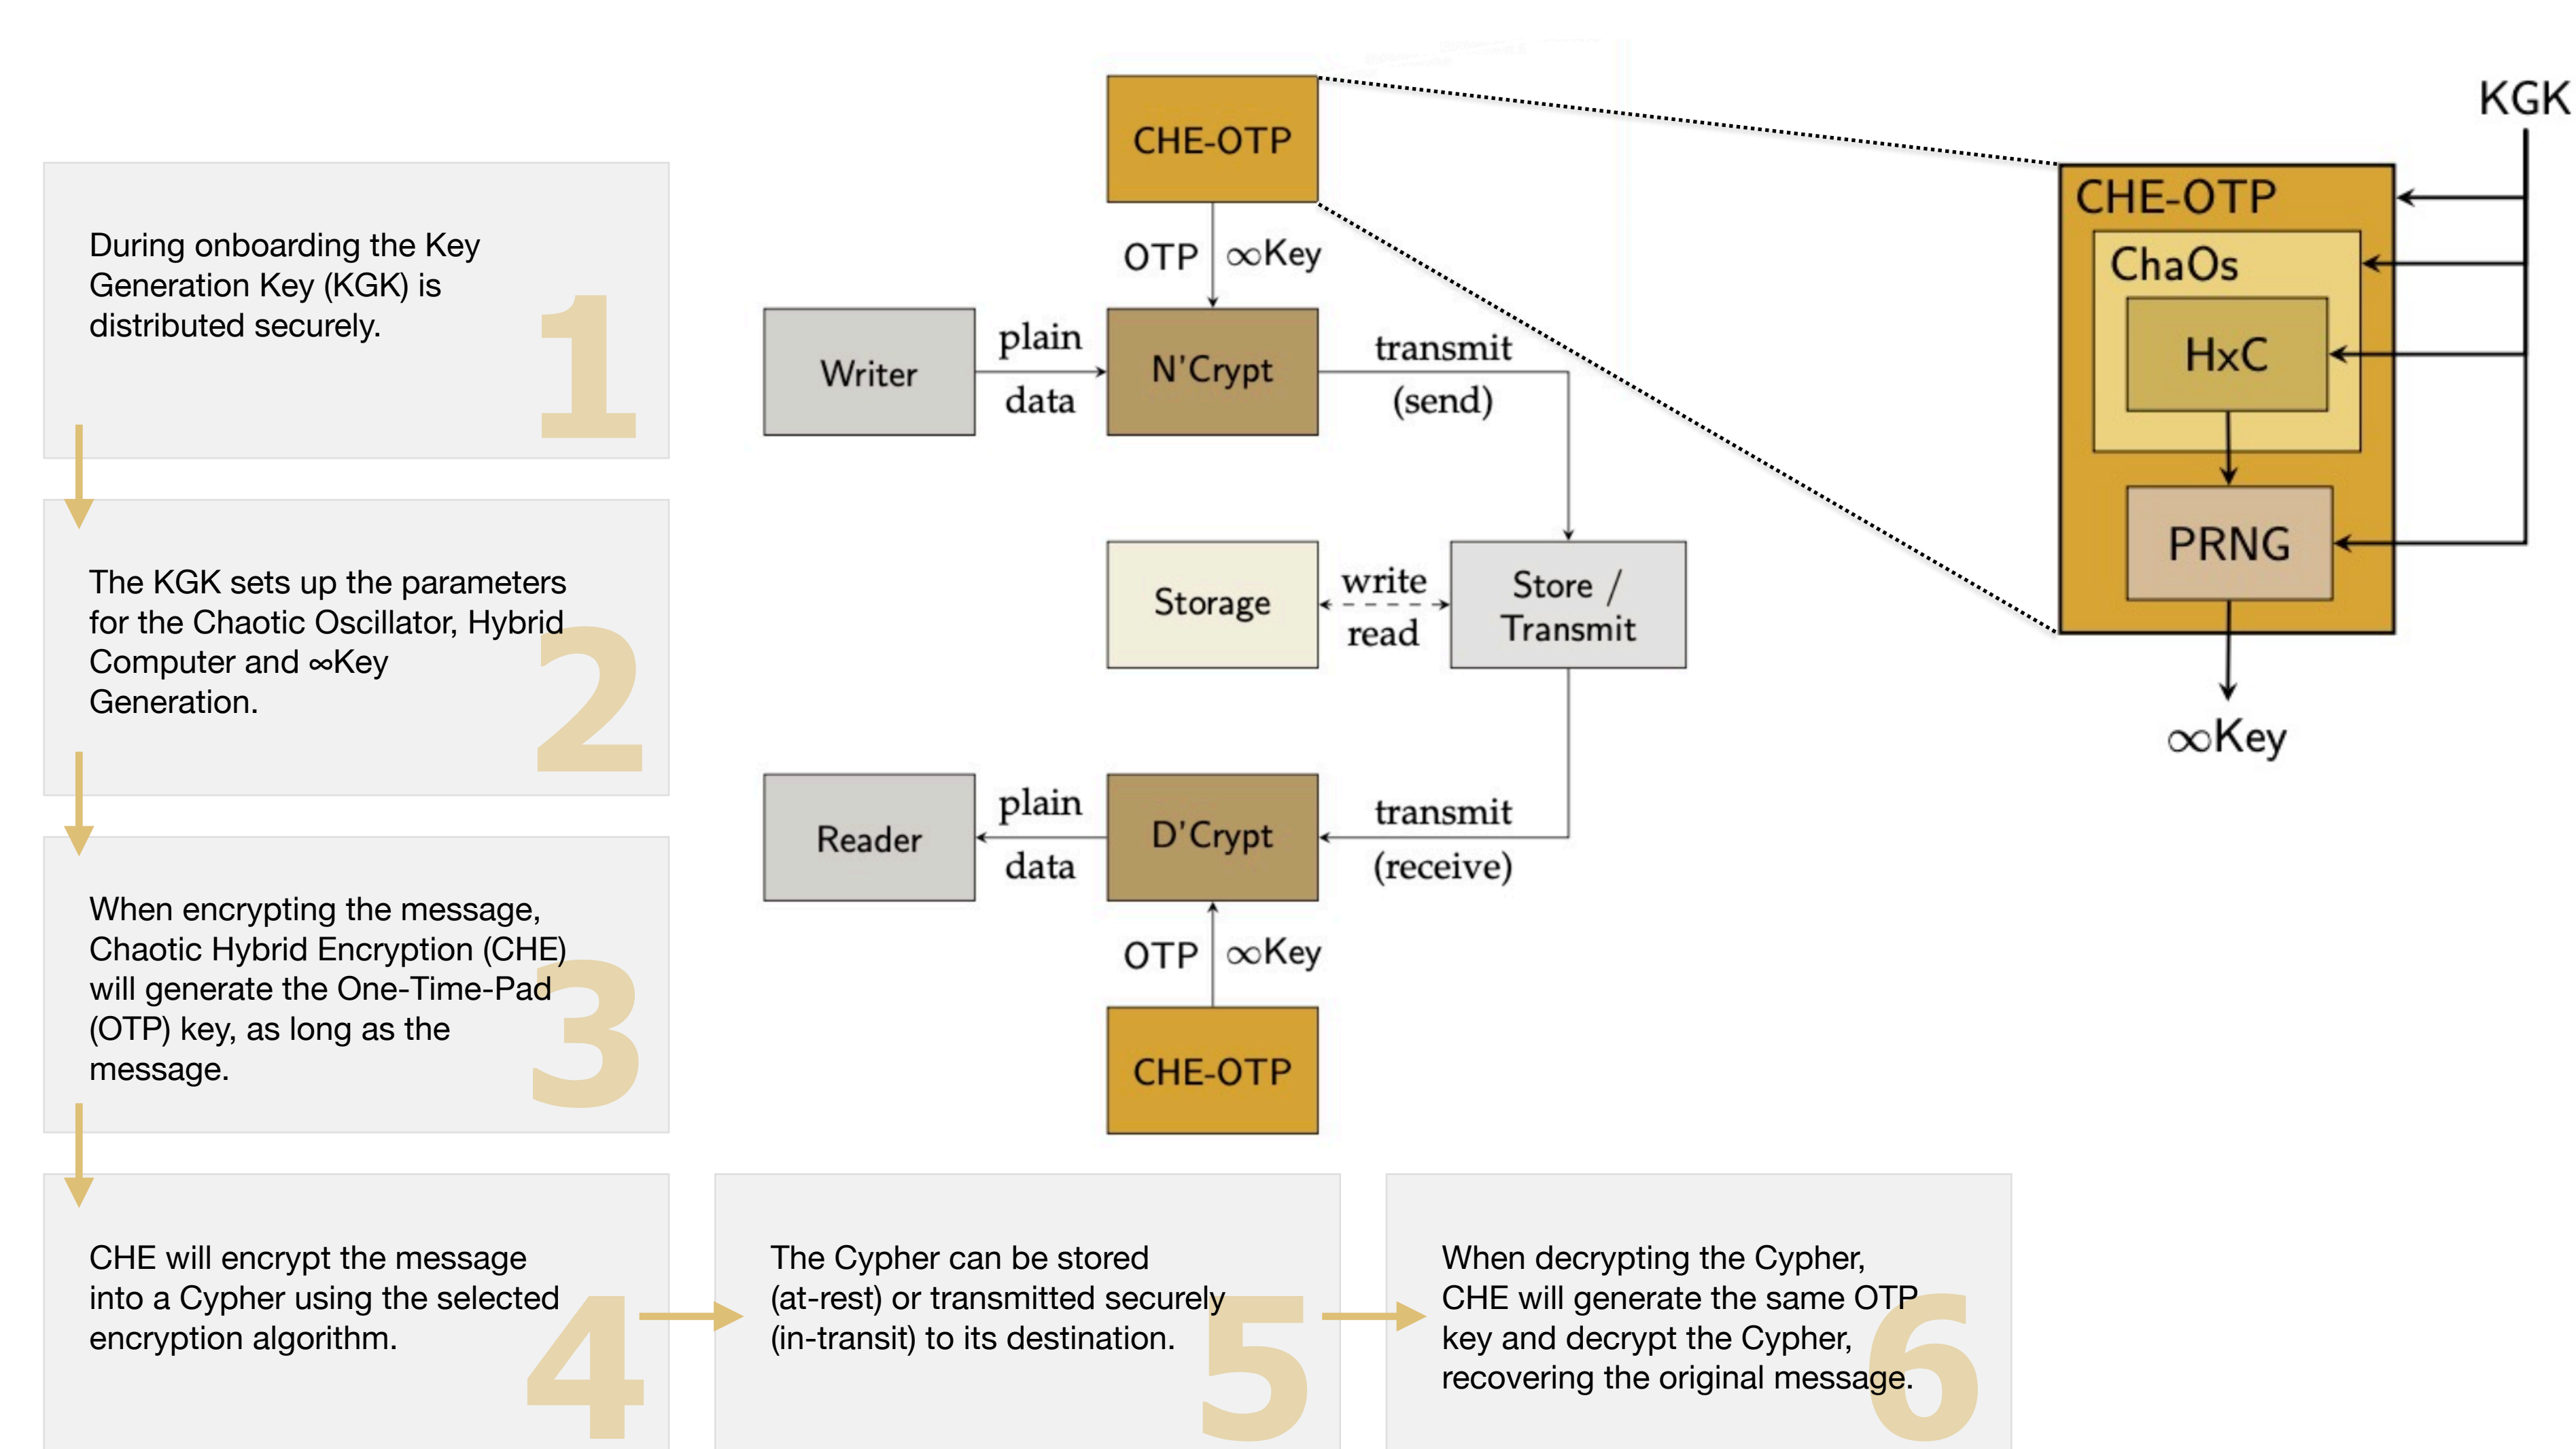 During onboarding the Key
Generation Key (KGK) is
distributed securely.
1
The KGK sets up the parameters
for the Chaotic Oscillator, Hybrid
Computer and ∞Key
Generation.
2
When encrypting the message,
Chaotic Hybrid Encryption (CHE)
will generate the One-Time-Pad
(OTP) key, as long as the
message.
3
CHE will encrypt the message
into a Cypher using the selected
encryption algorithm.
4
The Cypher can be stored
(at-rest) or transmitted securely
(in-transit) to its destination.
5
When decrypting the Cypher,
CHE will generate the same OTP
key and decrypt the Cypher,
recovering the original message.
6
CHE-OTP
OTP ∞Key
Writer
plain
data
N'Crypt
transmit
(send)
Storage
write
read
Store /
Transmit
Reader
plain
data
D'Crypt
transmit
(receive)
OTP ∞Key
CHE-OTP
KGK
CHE-OTP
ChaOs
HxC
PRNG
∞Key